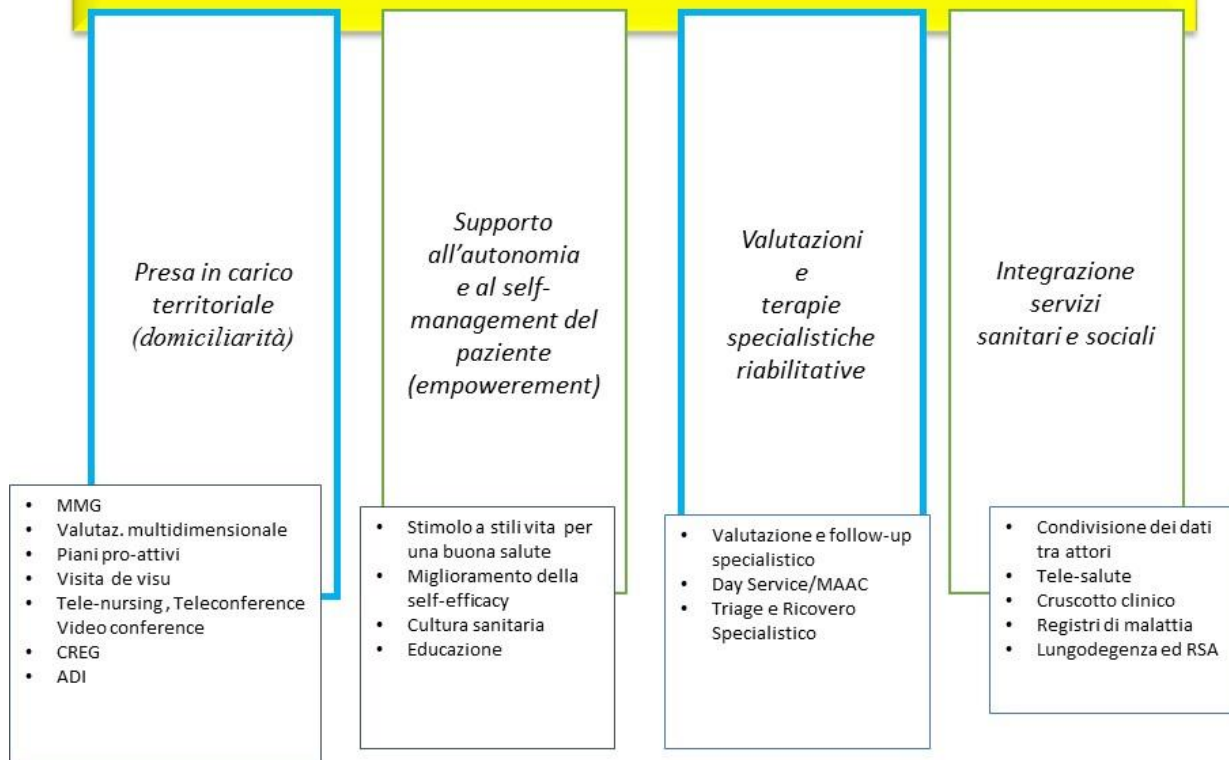 Presa in carico
territoriale
(domiciliarità)
Supporto
all’autonomia
e al self-
management del
paziente
(empowerement)
Valutazioni
e
terapie
specialistiche
riabilitative
Integrazione
servizi
sanitari e sociali
• MMG
• Valutaz. multidimensionale
• Piani pro-attivi
• Visita de visu
• Tele-nursing , Teleconference
Video conference
• CREG
• ADI
• Stimolo a stili vita per
una buona salute
• Miglioramento della
self-efficacy
• Cultura sanitaria
• Educazione
• Valutazione e follow-up
specialistico
• Day Service/MAAC
• Triage e Ricovero
Specialistico
• Condivisione dei dati
tra attori
• Tele-salute
• Cruscotto clinico
• Registri di malattia
• Lungodegenza ed RSA